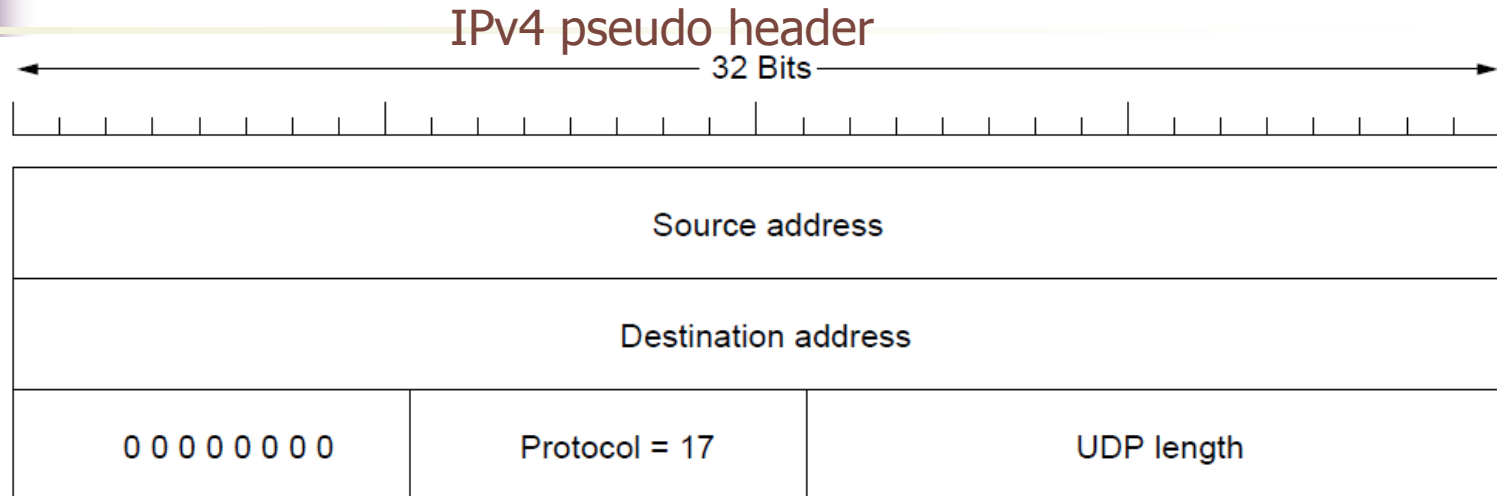 IPv4 pseudo header
32 Bits
Source address
Destination address
0 0 0 0 0 0 0 0 Protocol = 17 UDP length